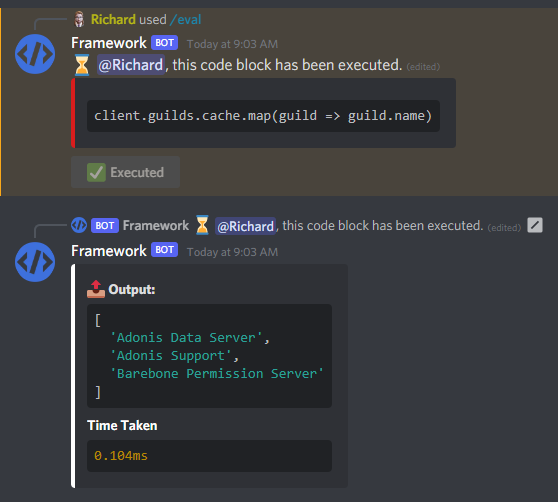 Richard used /eval
Framework BOT Today at 9:03 AM
@Richard, this code block has been executed. (edited)
client.guilds.cache.map(guild => guild.name)
Executed
BOT Framework @Richard, this code block has been executed. (edited)
Framework BOT Today at 9:03 AM
Output:
[
'Adonis Data Server',
'Adonis Support',
'Barebone Permission Server'
]
Time Taken
0.104ms